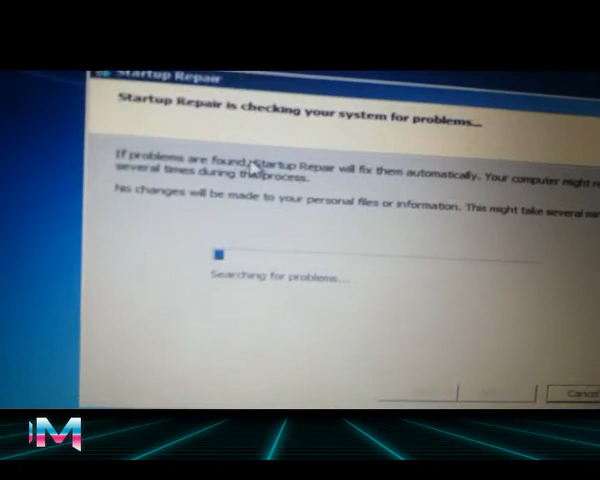 Startup Repair
Startup Repair is checking your system for problems...
If problems are found, Startup Repair will fix them automatically. Your computer might
several times during the process.
No changes will be made to your personal files or information. This might take several
Searching for problems...
Cancel
M